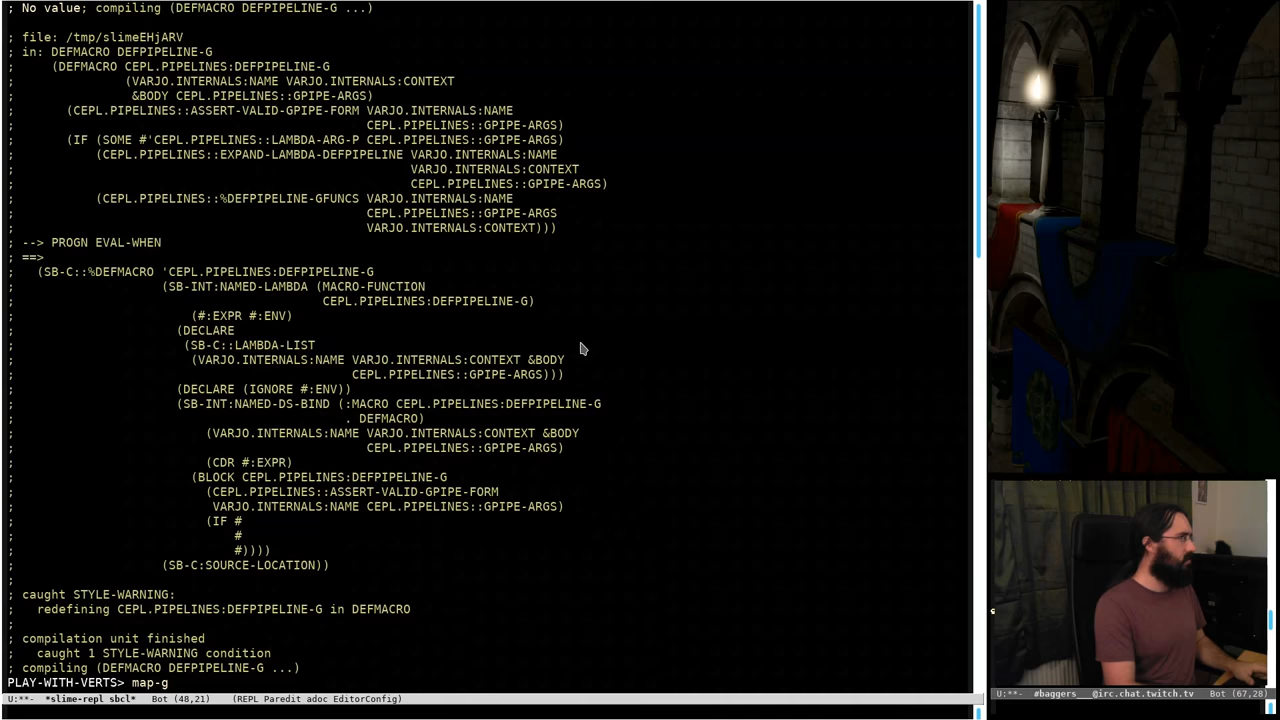 ; No value; compiling (DEFMACRO DEFPIPELINE-G ...)
; file: /tmp/slimeEHjARV
; in: DEFMACRO DEFPIPELINE-G
;     (DEFMACRO CEPL.PIPELINES:DEFPIPELINE-G
;               (VARJO.INTERNALS:NAME VARJO.INTERNALS:CONTEXT
;                &BODY CEPL.PIPELINES::GPIPE-ARGS)
;       (CEPL.PIPELINES::ASSERT-VALID-GPIPE-FORM VARJO.INTERNALS:NAME
;                                                CEPL.PIPELINES::GPIPE-ARGS)
;       (IF (SOME #'CEPL.PIPELINES::LAMBDA-ARG-P CEPL.PIPELINES::GPIPE-ARGS)
;           (CEPL.PIPELINES::EXPAND-LAMBDA-DEFPIPELINE VARJO.INTERNALS:NAME
;                                                      VARJO.INTERNALS:CONTEXT
;                                                      CEPL.PIPELINES::GPIPE-ARGS)
;           (CEPL.PIPELINES::%DEFPIPELINE-GFUNCS VARJO.INTERNALS:NAME
;                                                CEPL.PIPELINES::GPIPE-ARGS
;                                                VARJO.INTERNALS:CONTEXT)))
; --> PROGN EVAL-WHEN
; ==>
;   (SB-C::%DEFMACRO 'CEPL.PIPELINES:DEFPIPELINE-G
;                    (SB-INT:NAMED-LAMBDA (MACRO-FUNCTION
;                                          CEPL.PIPELINES:DEFPIPELINE-G)
;                        (#:EXPR #:ENV)
;                      (DECLARE
;                       (SB-C::LAMBDA-LIST
;                        (VARJO.INTERNALS:NAME VARJO.INTERNALS:CONTEXT &BODY
;                                              CEPL.PIPELINES::GPIPE-ARGS)))
;                      (DECLARE (IGNORE #:ENV))
;                      (SB-INT:NAMED-DS-BIND (:MACRO CEPL.PIPELINES:DEFPIPELINE-G
;                                             . DEFMACRO)
;                          (VARJO.INTERNALS:NAME VARJO.INTERNALS:CONTEXT &BODY
;                                                CEPL.PIPELINES::GPIPE-ARGS)
;                          (CDR #:EXPR)
;                        (BLOCK CEPL.PIPELINES:DEFPIPELINE-G
;                          (CEPL.PIPELINES::ASSERT-VALID-GPIPE-FORM
;                           VARJO.INTERNALS:NAME CEPL.PIPELINES::GPIPE-ARGS)
;                          (IF #
;                              #
;                              #))))
;                    (SB-C:SOURCE-LOCATION))
;
; caught STYLE-WARNING:
;   redefining CEPL.PIPELINES:DEFPIPELINE-G in DEFMACRO
;
; compilation unit finished
;   caught 1 STYLE-WARNING condition
; compiling (DEFMACRO DEFPIPELINE-G ...)
PLAY-WITH-VERTS> map-g
U:**-  *slime-repl sbcl*   Bot (48,21)    (REPL Paredit adoc EditorConfig)
U:**-  #baggers__@irc.chat.twitch.tv   Bot (67,28)